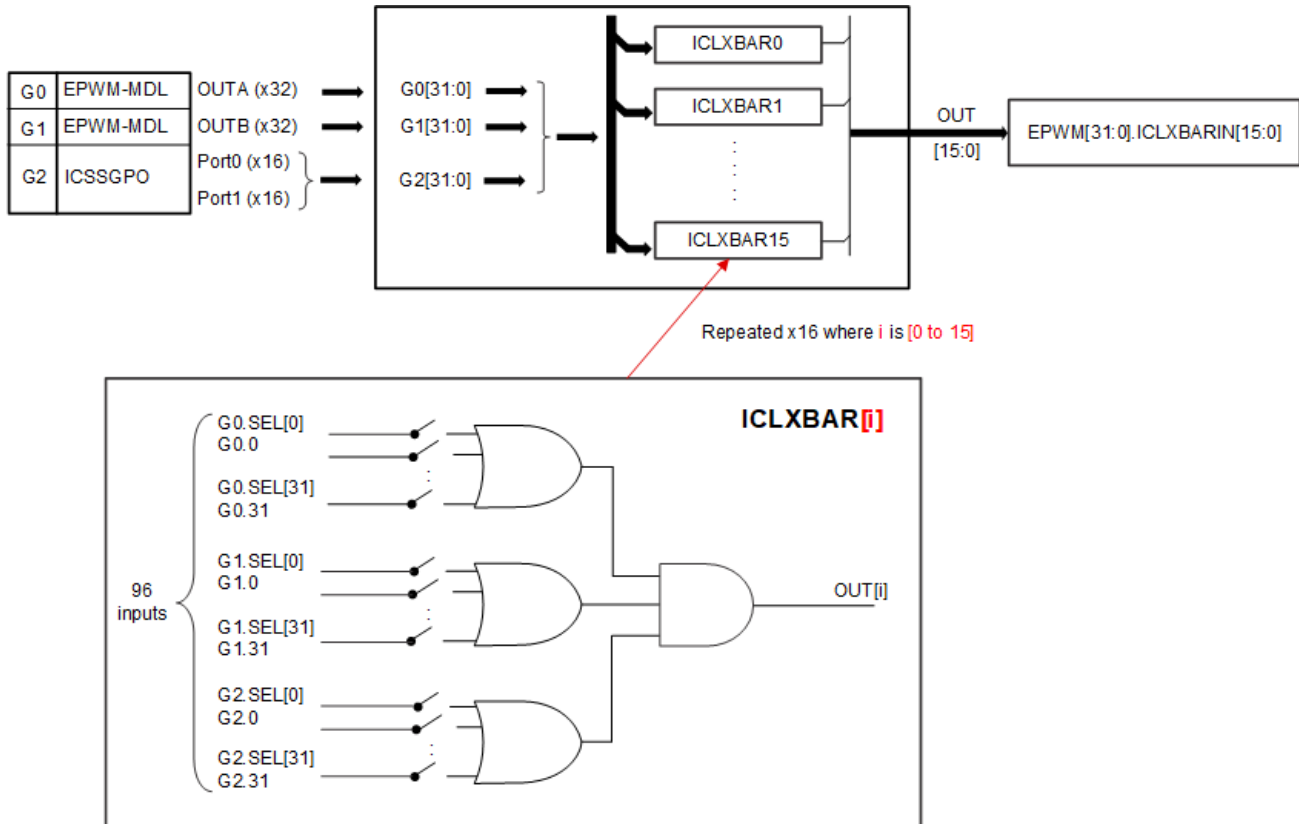 G0 EPWM-MDL OUTA (x32)
G1 EPWM-MDL OUTB (x32)
G2 ICSSGPO
Port0 (x16)
Port1 (x16)
G0[31:0]
G1[31:0]
G2[31:0]
ICLXBAR0
ICLXBAR1
ICLXBAR15
OUT
[15:0]
EPWM[31:0].ICLXBARIN[15:0]
Repeated x16 where i is [0 to 15]
ICLXBAR[i]
96
inputs
G0.SEL[0]
G0.0
G0.SEL[31]
G0.31
G1.SEL[0]
G1.0
G1.SEL[31]
G1.31
G2.SEL[0]
G2.0
G2.SEL[31]
G2.31
OUT[i]